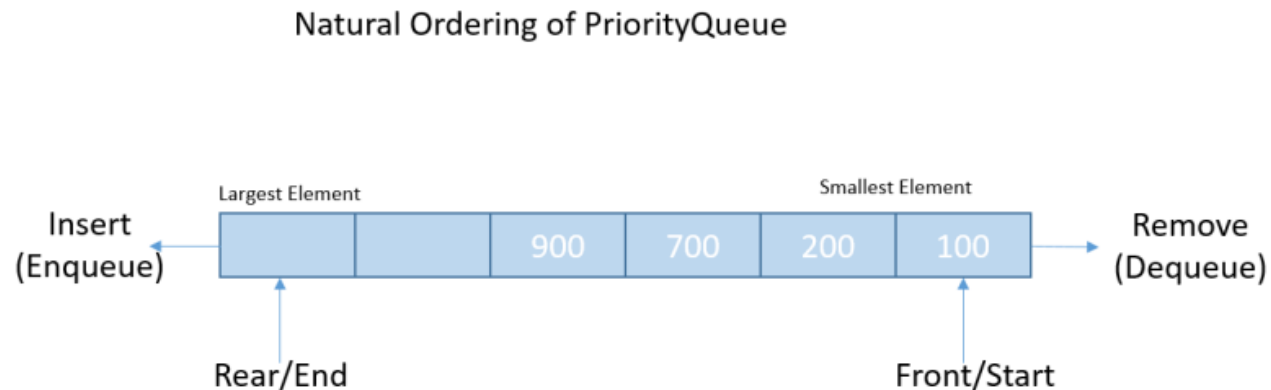 Natural Ordering of PriorityQueue
Largest Element
Smallest Element
Insert
(Enqueue)
900 700 200 100
Remove
(Dequeue)
Rear/End
Front/Start